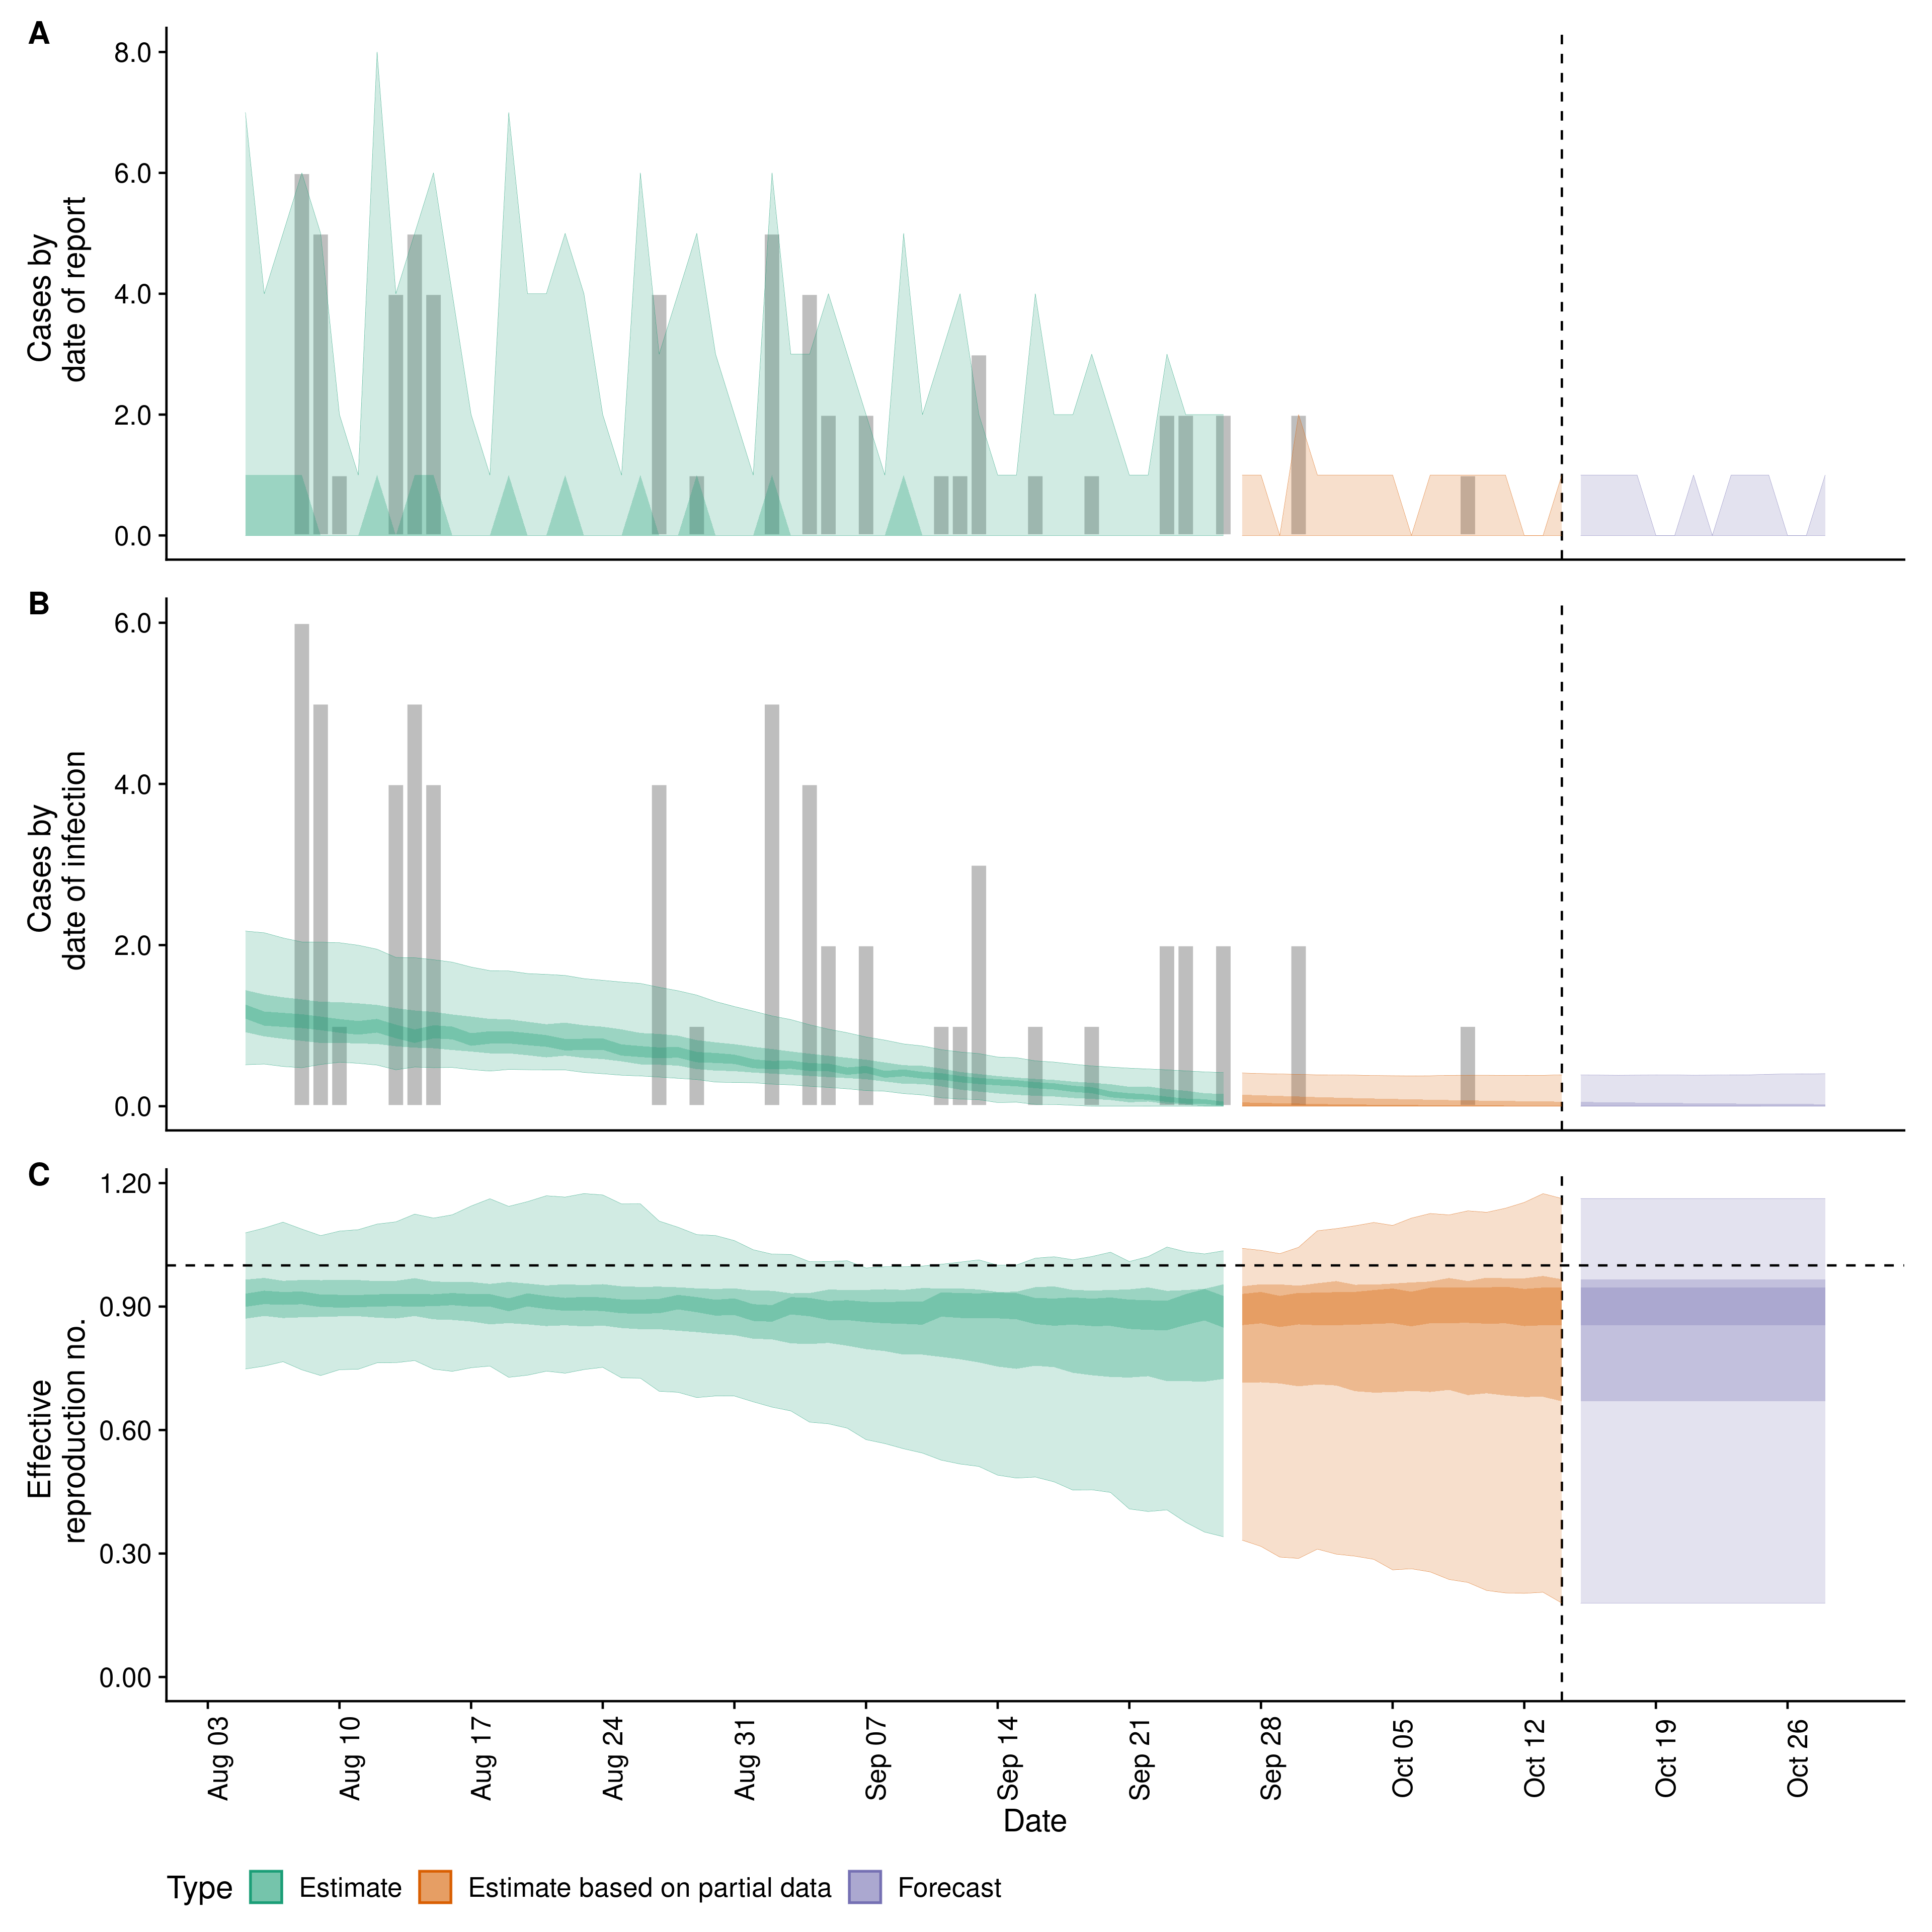 A
8.0
6.0
4.0
2.0
0.0
Cases by
date of report
B
6.0
4.0
2.0
0.0
Cases by
date of infection
C
1.20
0.90
0.60
0.30
0.00
Effective
reproduction no.
Aug 03
Aug 10
Aug 17
Aug 24
Aug 31
Sep 07
Sep 14
Sep 21
Sep 28
Oct 05
Oct 12
Oct 19
Oct 26
Date
Type Estimate Estimate based on partial data Forecast